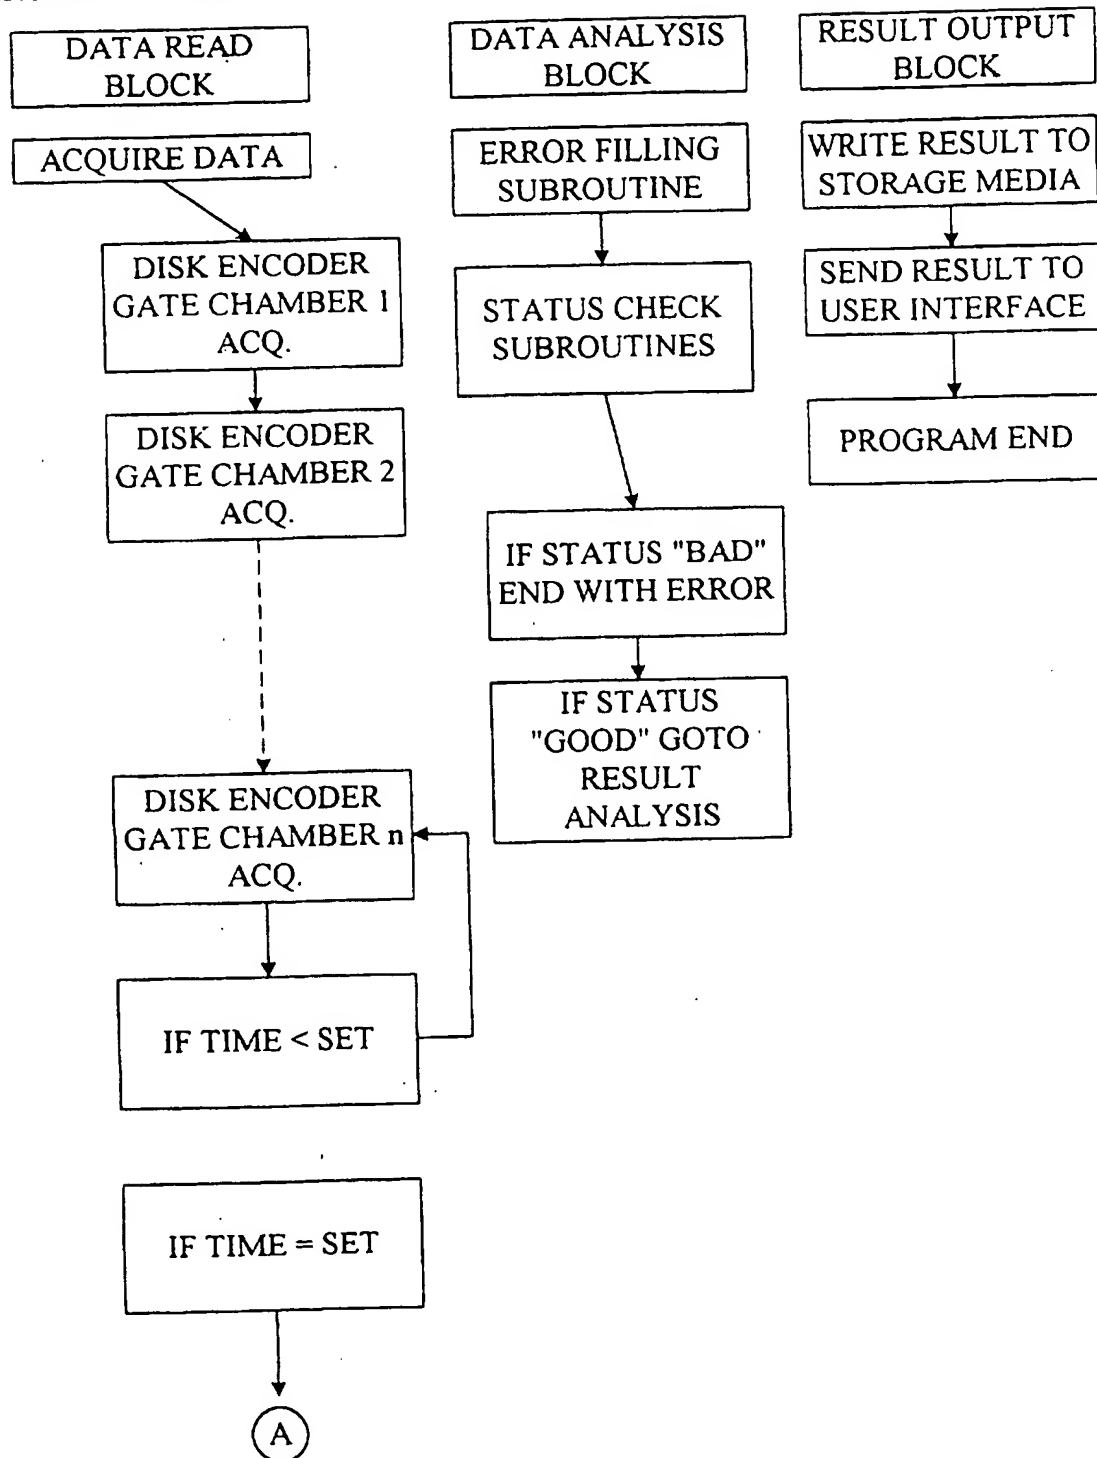 DATA READ
BLOCK
ACQUIRE DATA
DISK ENCODER
GATE CHAMBER 1
ACQ.
DISK ENCODER
GATE CHAMBER 2
ACQ.
DISK ENCODER
GATE CHAMBER n
ACQ.
IF TIME < SET
IF TIME = SET
A
DATA ANALYSIS
BLOCK
ERROR FILLING
SUBROUTINE
STATUS CHECK
SUBROUTINES
IF STATUS "BAD"
END WITH ERROR
IF STATUS
"GOOD" GOTO
RESULT
ANALYSIS
RESULT OUTPUT
BLOCK
WRITE RESULT TO
STORAGE MEDIA
SEND RESULT TO
USER INTERFACE
PROGRAM END